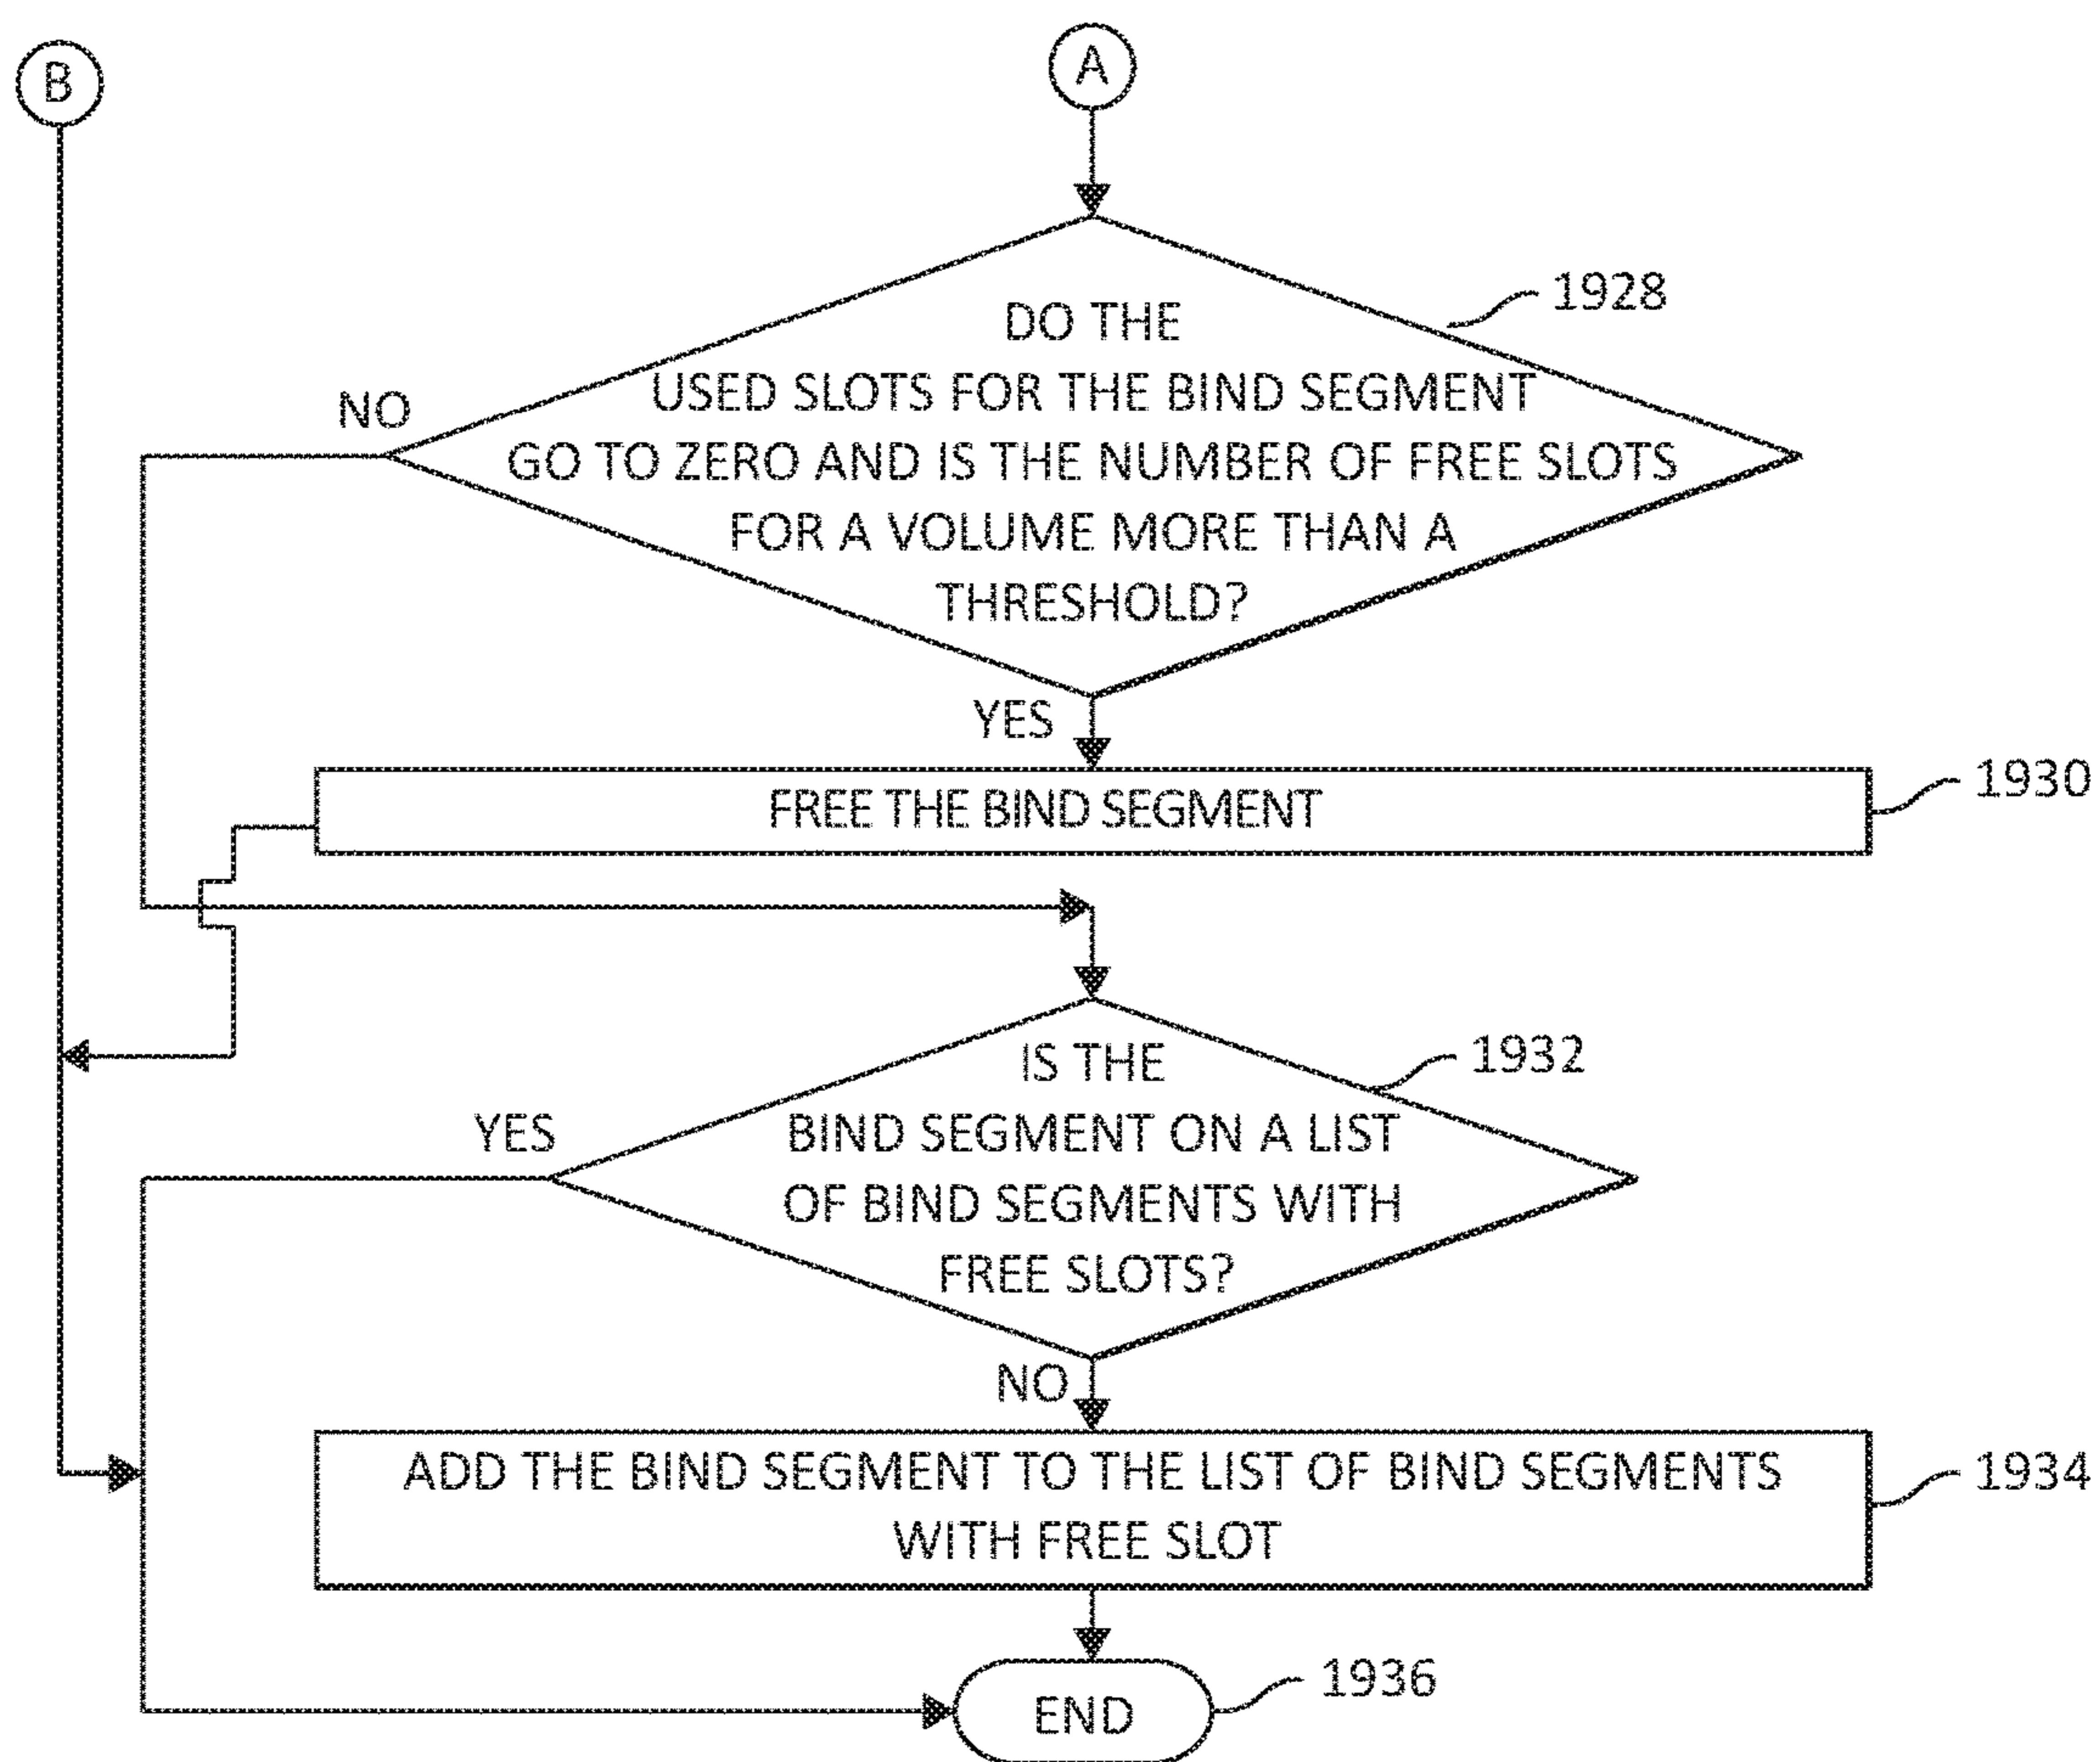 B
A
1928
DO THE
USED SLOTS FOR THE BIND SEGMENT
NO
GO TO ZERO AND IS THE NUMBER OF FREE SLOTS
FOR A VOLUME MORE THAN A
THRESHOLD?
YES
1930
FREE THE BIND SEGMENT
1932
IS THE
YES
BIND SEGMENT ON A LIST
OF BIND SEGMENTS WITH
FREE SLOTS?
NO
ADD THE BIND SEGMENT TO THE LIST OF BIND SEGMENTS
1934
WITH FREE SLOT
1936
END